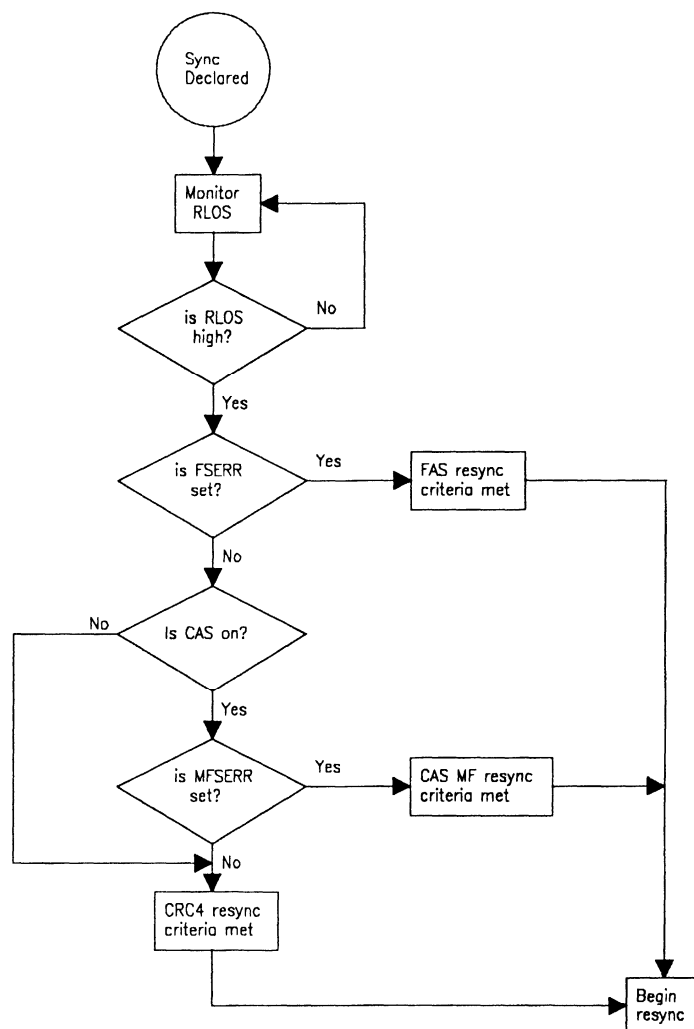 Sync
Declared
Monitor
RLOS
is RLOS
high?
No
Yes
is FSERR
set?
Yes
FAS resync
criteria met
No
No
Is CAS on?
Yes
is MFSERR
set?
Yes
CAS MF resync
criteria met
No
CRC4 resync
criteria met
Begin
resync